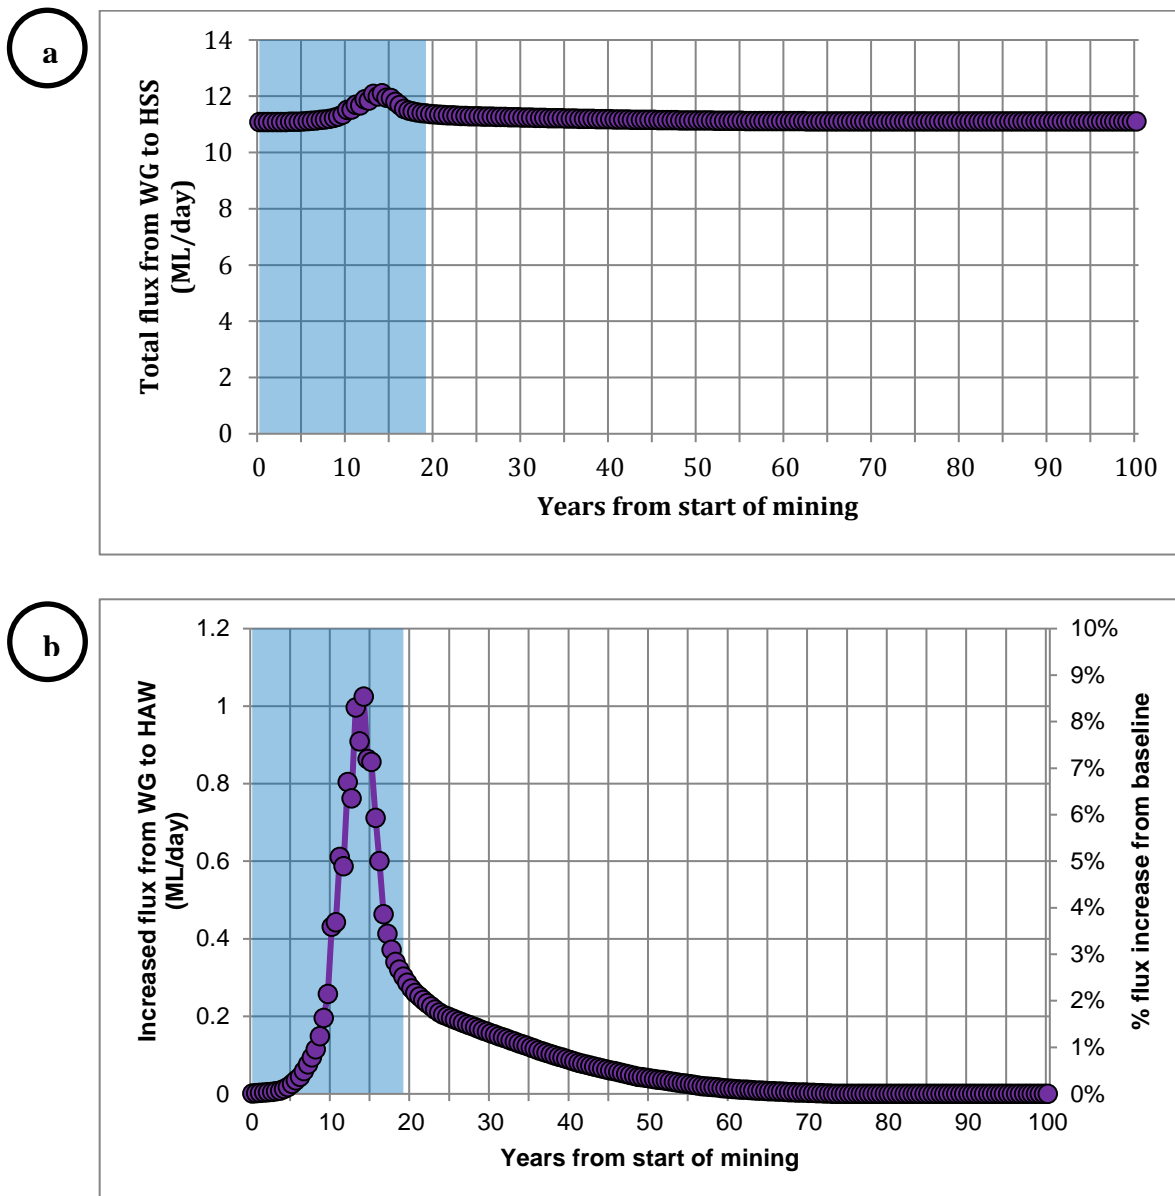 a
Total flux from WG to HSS
(ML/day)
14
12
10
8
6
4
2
0
0 10 20 30 40 50 60 70 80 90 100
Years from start of mining
b
Increased flux from WG to HAW
(ML/day)
1.2
1
0.8
0.6
0.4
0.2
0
10%
9%
8%
7%
6%
5%
4%
3%
2%
1%
0%
% flux increase from baseline
0 10 20 30 40 50 60 70 80 90 100
Years from start of mining